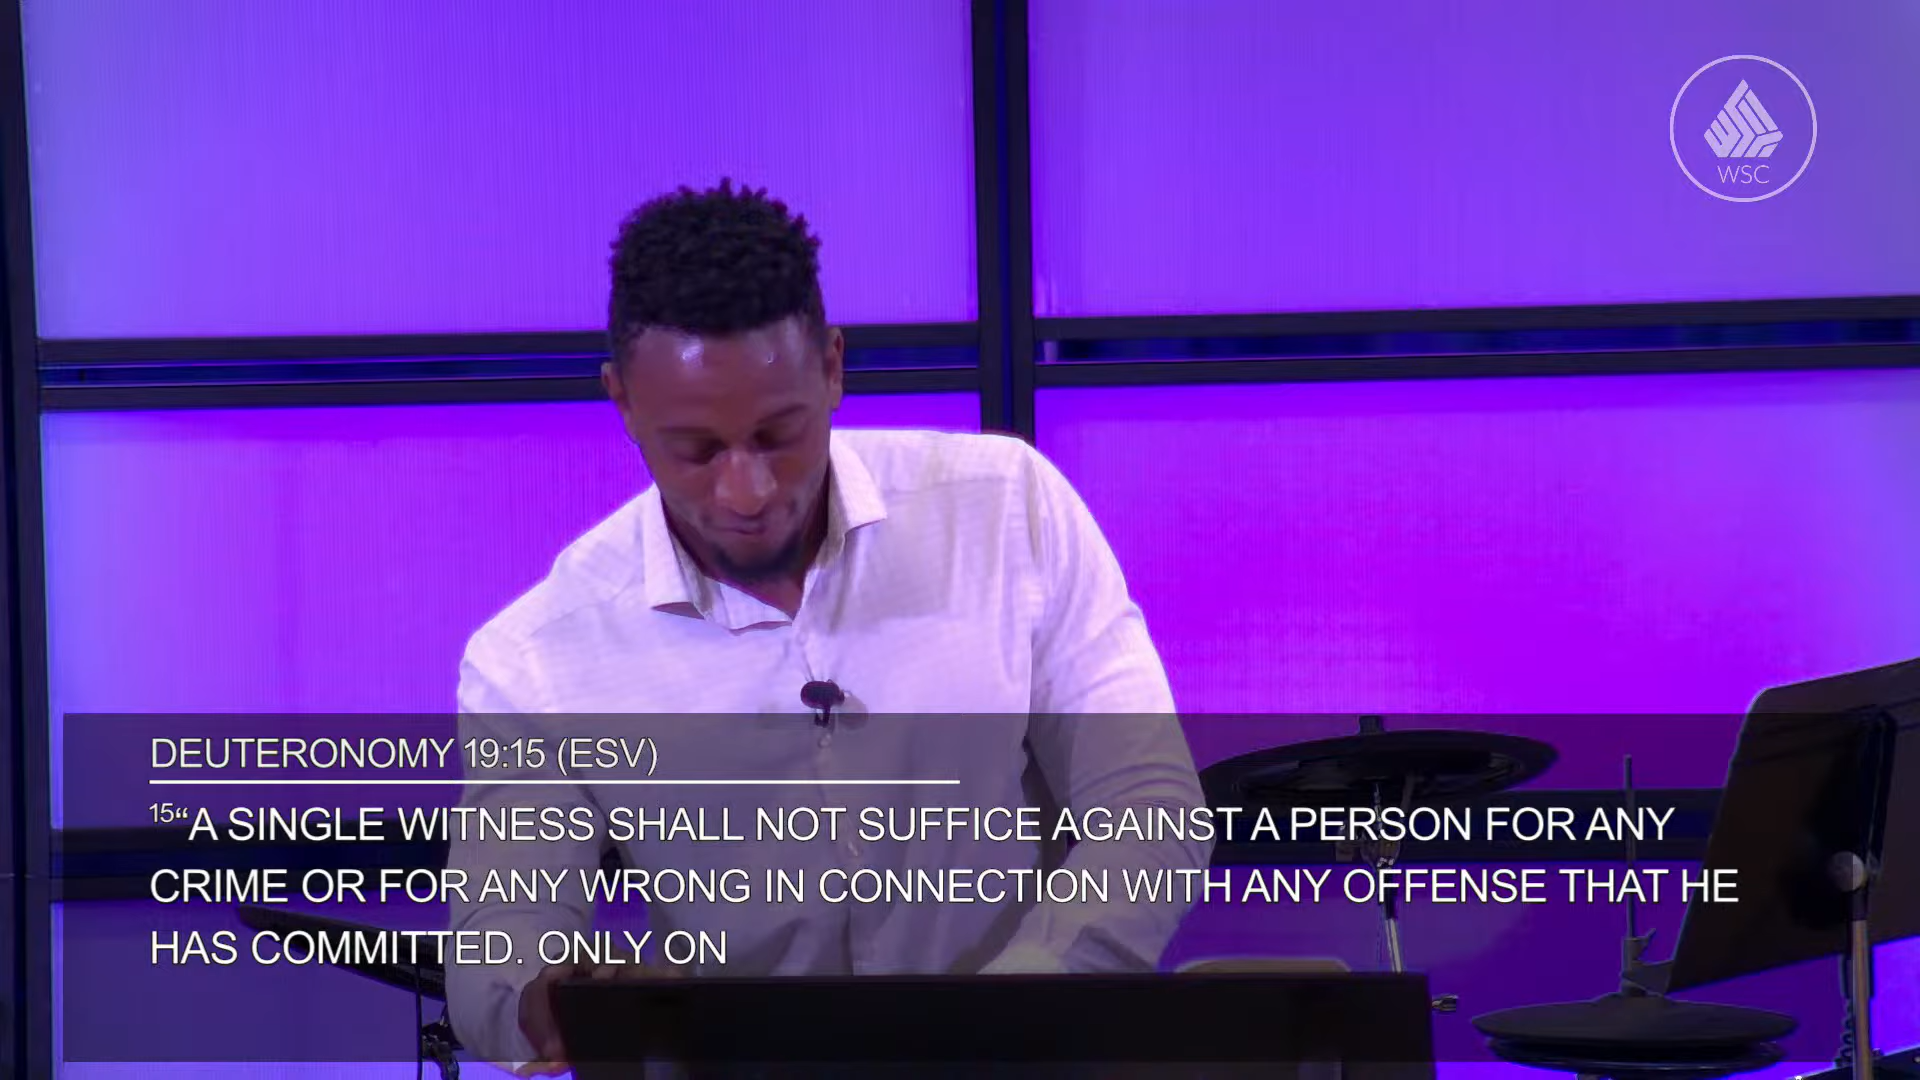 WSC
DEUTERONOMY 19:15 (ESV)
15“A SINGLE WITNESS SHALL NOT SUFFICE AGAINST A PERSON FOR ANY
CRIME OR FOR ANY WRONG IN CONNECTION WITH ANY OFFENSE THAT HE
HAS COMMITTED. ONLY ON